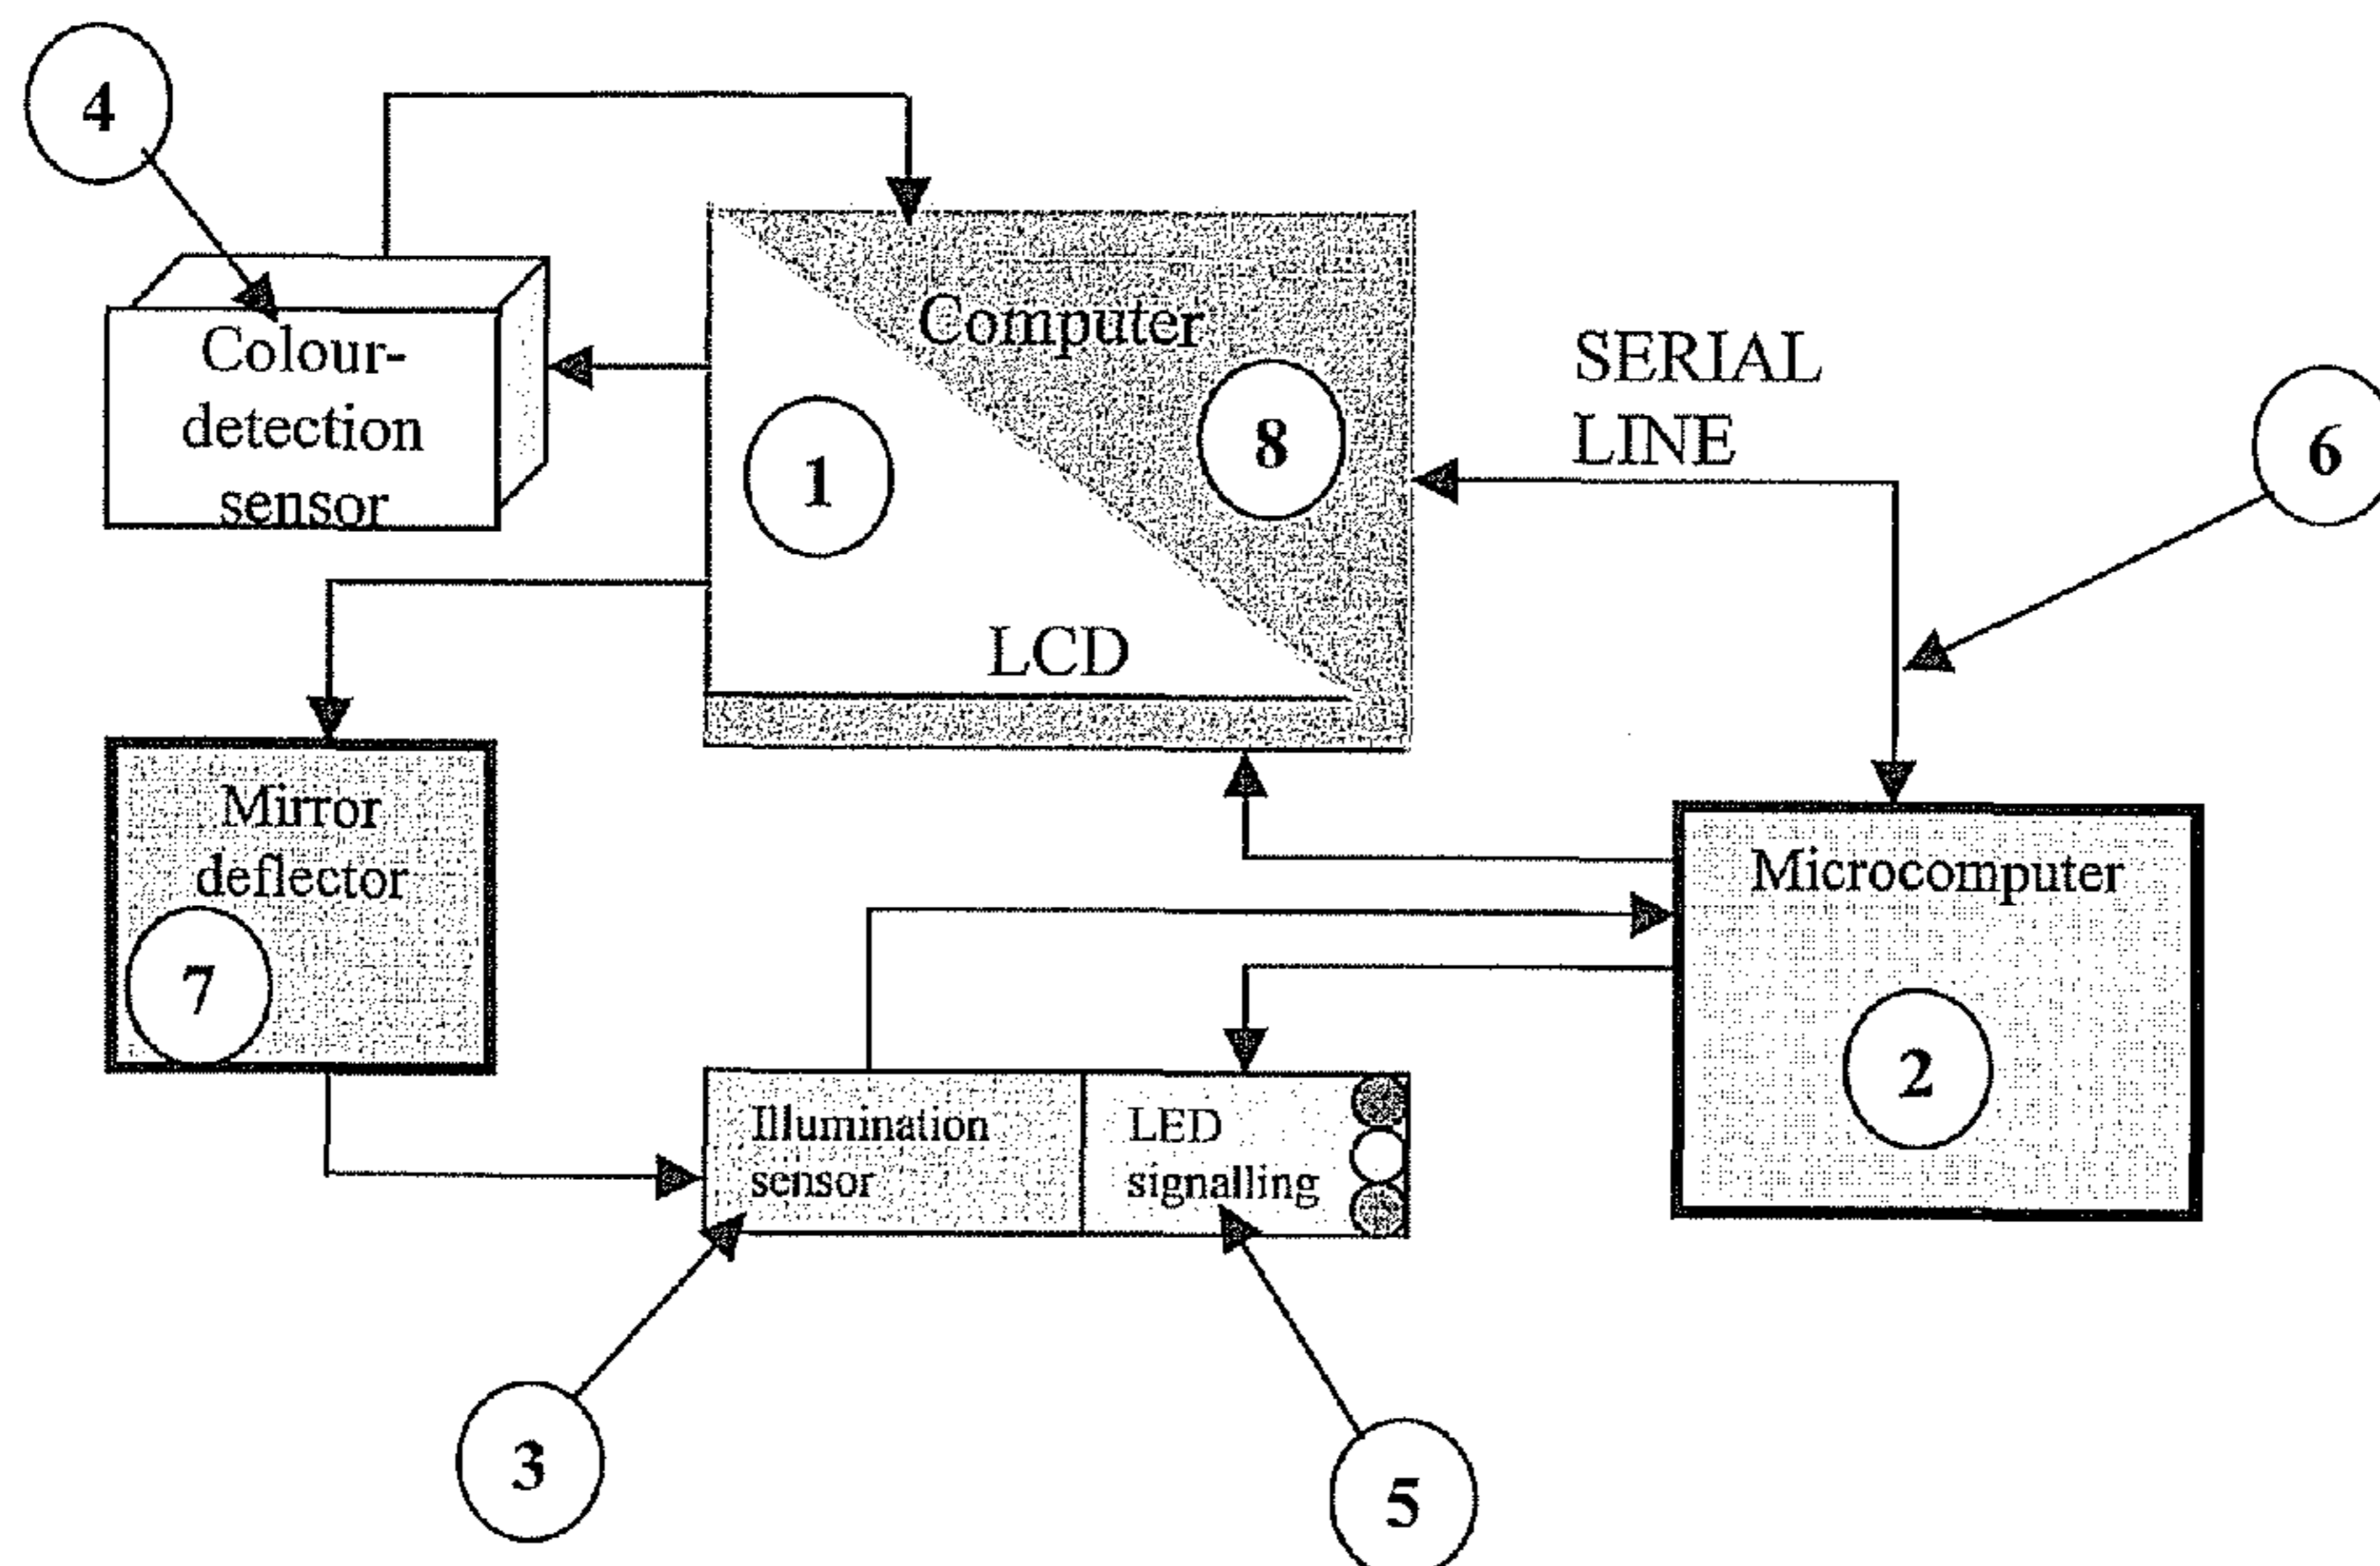 4
Colour-
detection
sensor
Computer
8
1
LCD
SERIAL
LINE
6
Mirror
deflector
7
Microcomputer
2
Illumination
sensor
LED
signalling
3
5